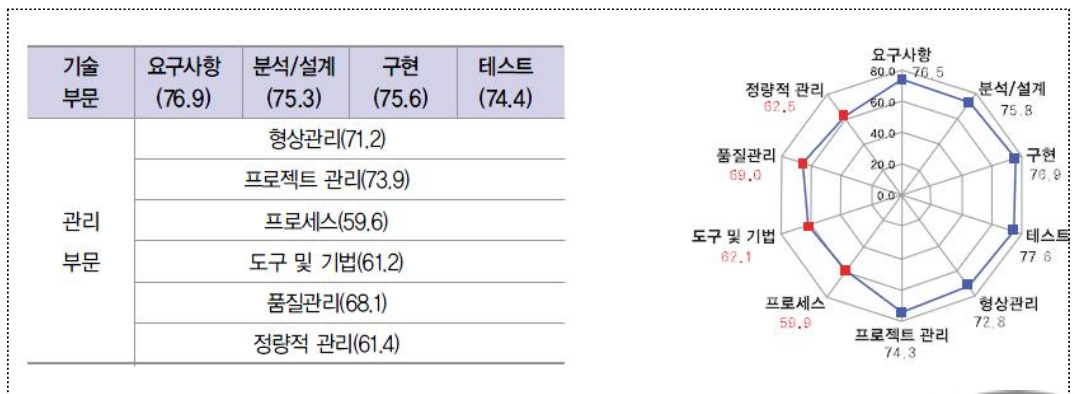 기술 부문 요구사항 (76.9) 분석/설계 (75.3) 구현 (75.6) 테스트 (74.4)
관리 부문
형상관리(71.2)
프로젝트 관리(73.9)
프로세스(59.6)
도구 및 기법(61.2)
품질관리(68.1)
정량적 관리(61.4)
요구사항
76.5
분석/설계
75.8
구현
76.9
테스트
77.6
형상관리
72.8
프로젝트 관리
74.3
프로세스
59.9
도구 및 기법
62.1
품질관리
69.0
정량적 관리
62.5
80.0
60.0
40.0
20.0
0.0